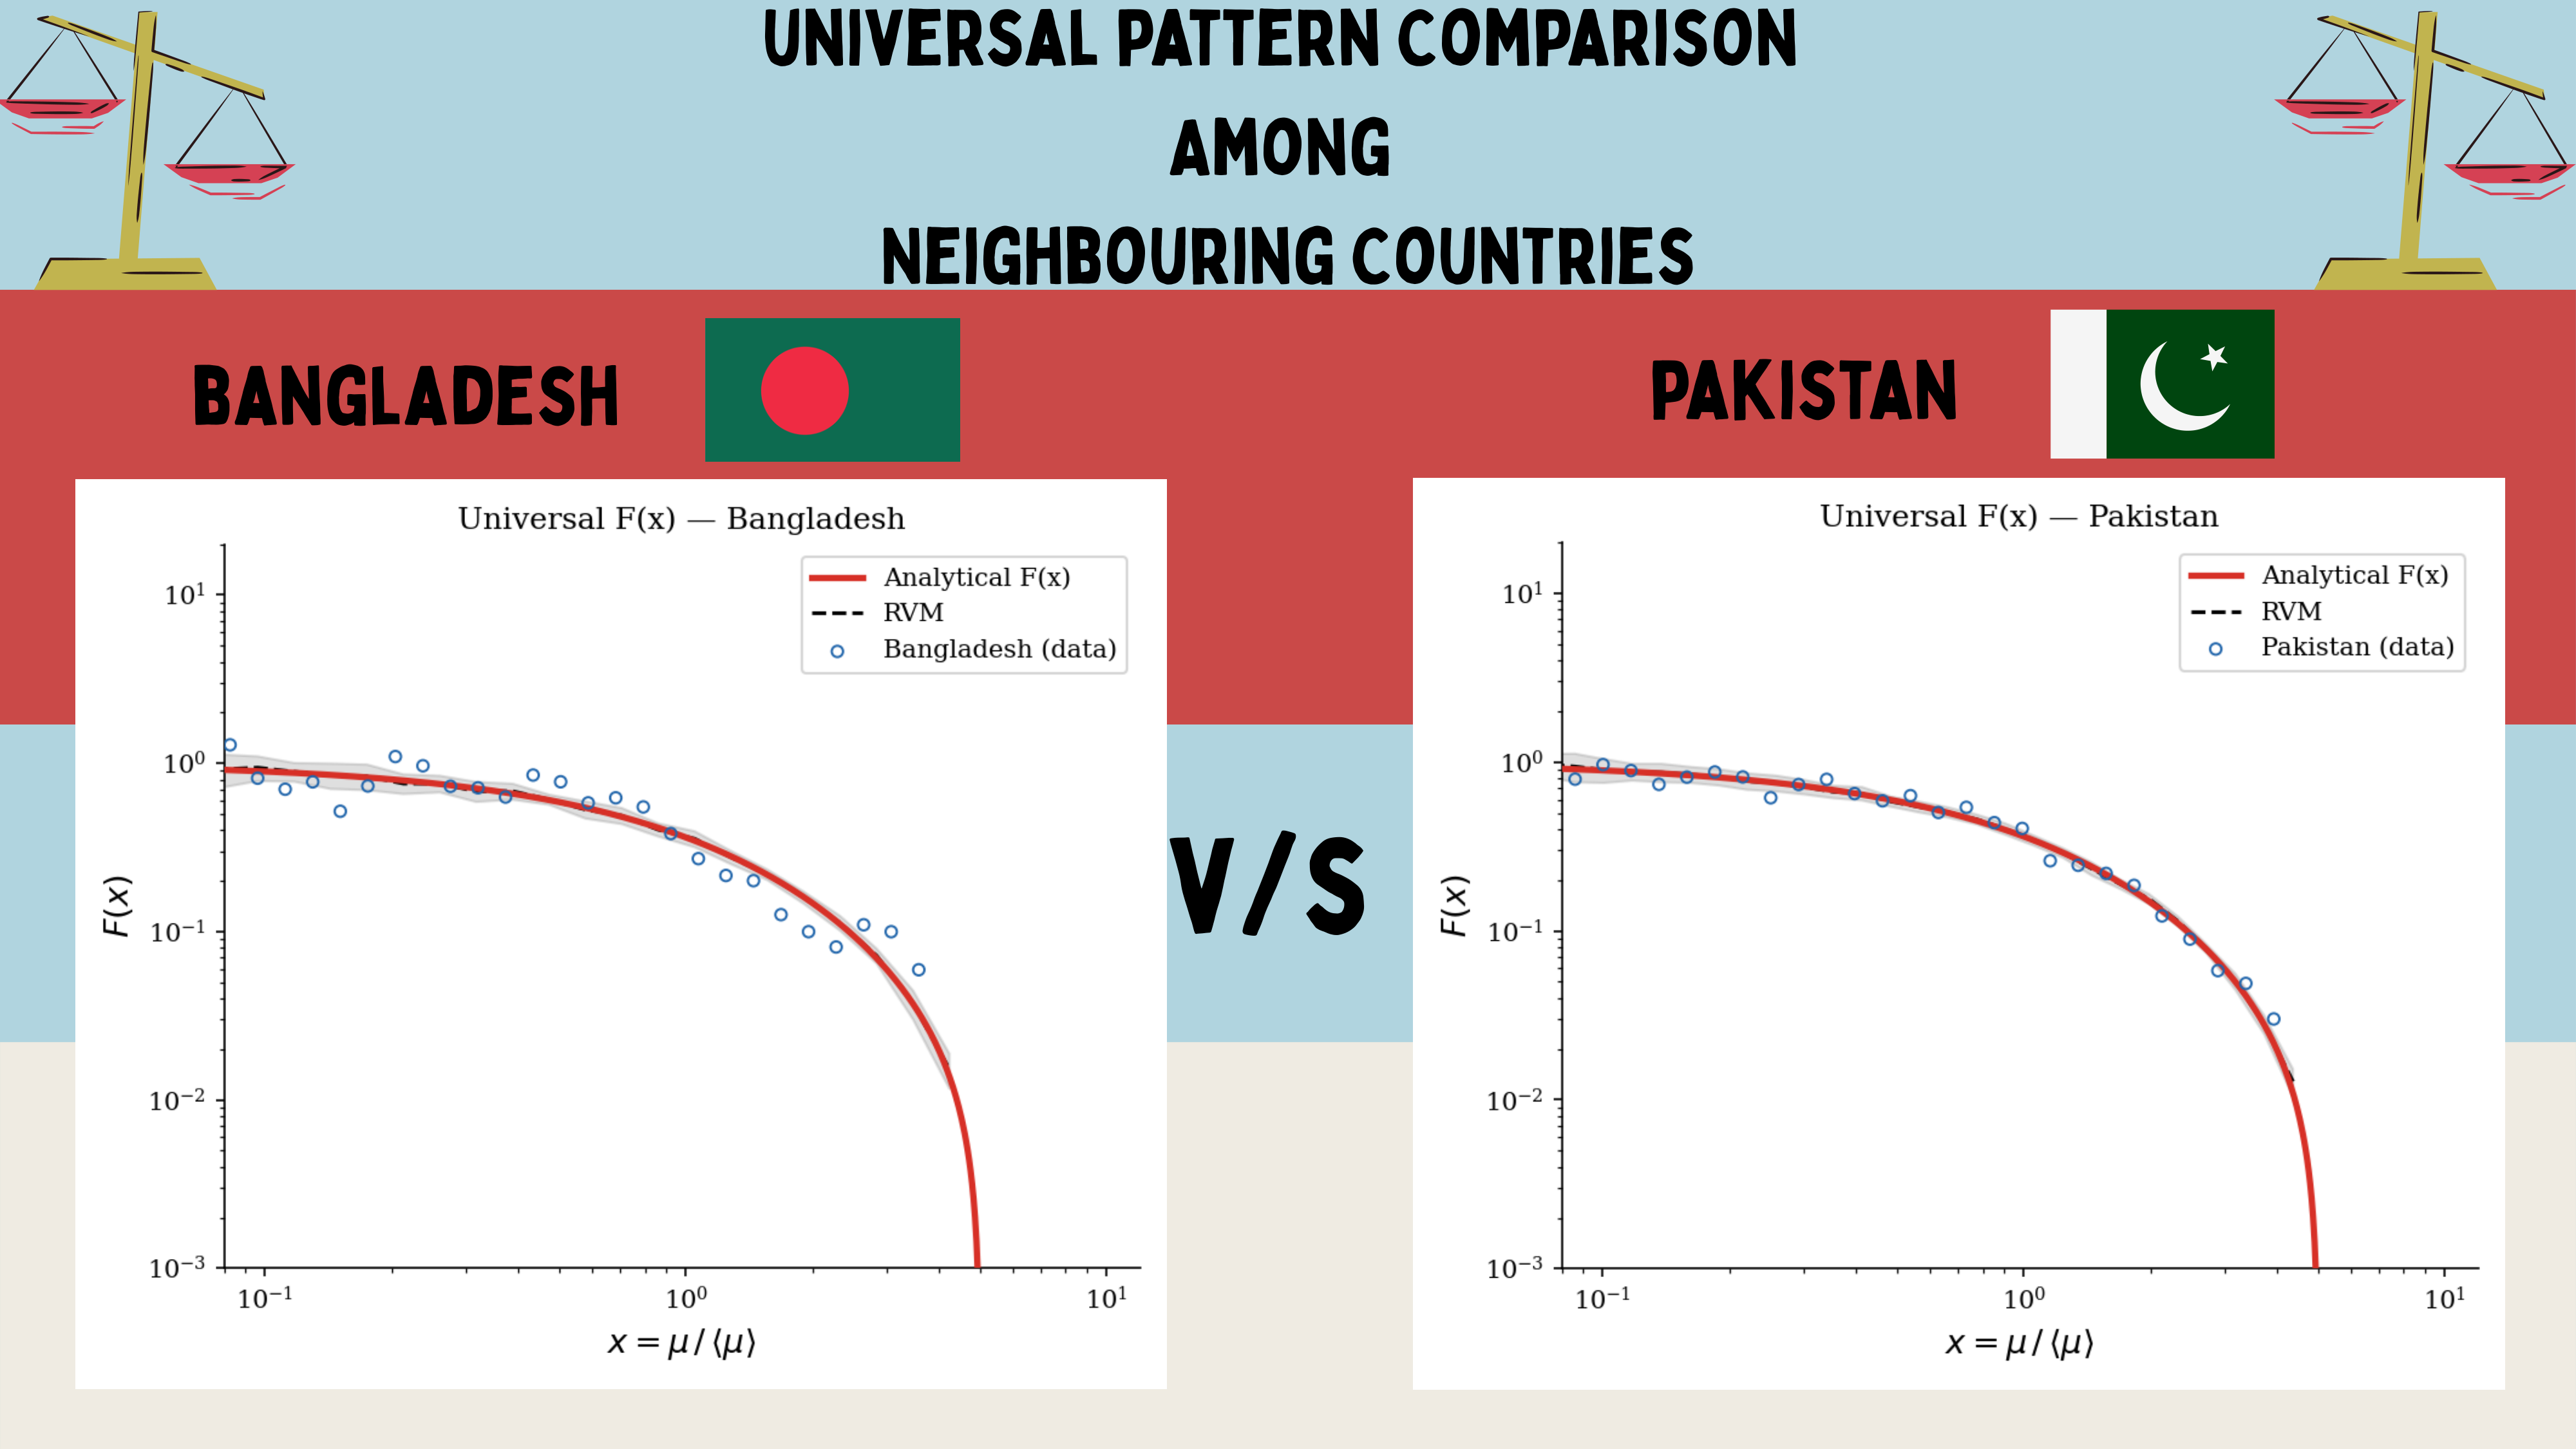 UNIVERSAL PATTERN COMPARISON
AMONG
NEIGHBOURING COUNTRIES
BANGLADESH
PAKISTAN
Universal F(x) — Bangladesh
Analytical F(x)
RVM
Bangladesh (data)
10¹
10⁰
10⁻¹
10⁻²
10⁻³
F(x)
10⁻¹ 10⁰ 10¹
x = μ / ⟨μ⟩
V/S
Universal F(x) — Pakistan
Analytical F(x)
RVM
Pakistan (data)
10¹
10⁰
10⁻¹
10⁻²
10⁻³
F(x)
10⁻¹ 10⁰ 10¹
x = μ / ⟨μ⟩